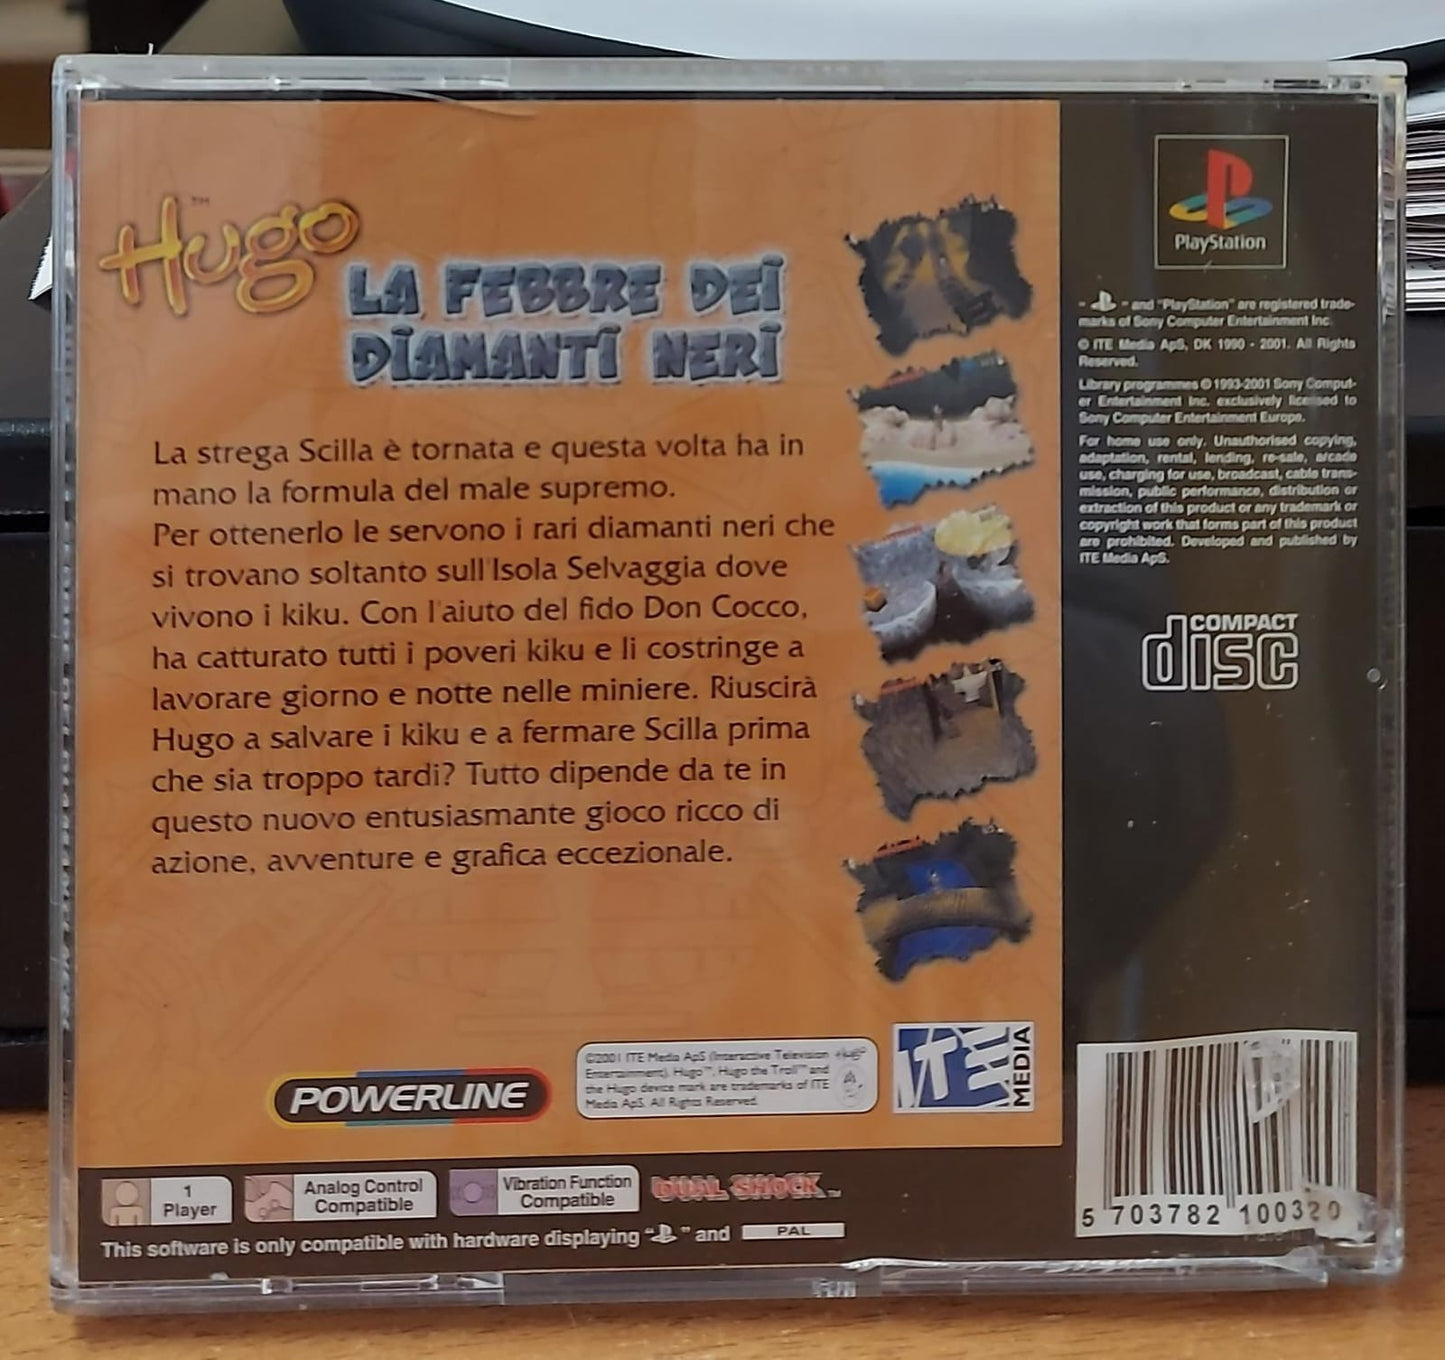 Hugo™
LA FEBBRE DEI
DIAMANTI NERI
La strega Scilla è tornata e questa volta ha in
mano la formula del male supremo.
Per ottenerlo le servono i rari diamanti neri che
si trovano soltanto sull'Isola Selvaggia dove
vivono i kiku. Con l'aiuto del fido Don Cocco,
ha catturato tutti i poveri kiku e li costringe a
lavorare giorno e notte nelle miniere. Riuscirà
Hugo a salvare i kiku e a fermare Scilla prima
che sia troppo tardi? Tutto dipende da te in
questo nuovo entusiasmante gioco ricco di
azione, avventure e grafica eccezionale.
POWERLINE
©2001 ITE Media ApS (Interactive Television
Entertainment). Hugo™, Hugo the Troll™ and
the Hugo device mark are trademarks of ITE
Media ApS. All Rights Reserved.
Hugo
ITE
MEDIA
1
Player
Analog Control
Compatible
Vibration Function
Compatible
DUAL SHOCK™
This software is only compatible with hardware displaying " " and PAL
PlayStation
" " and "PlayStation" are registered trade-
marks of Sony Computer Entertainment Inc.
© ITE Media ApS, DK 1990 - 2001. All Rights
Reserved.
Library programmes © 1993-2001 Sony Comput-
er Entertainment Inc. exclusively licensed to
Sony Computer Entertainment Europe.
For home use only. Unauthorised copying,
adaptation, rental, lending, re-sale, arcade
use, charging for use, broadcast, cable trans-
mission, public performance, distribution or
extraction of this product or any trademark or
copyright work that forms part of this product
are prohibited. Developed and published by
ITE Media ApS.
COMPACT
disc
5 703782 100320